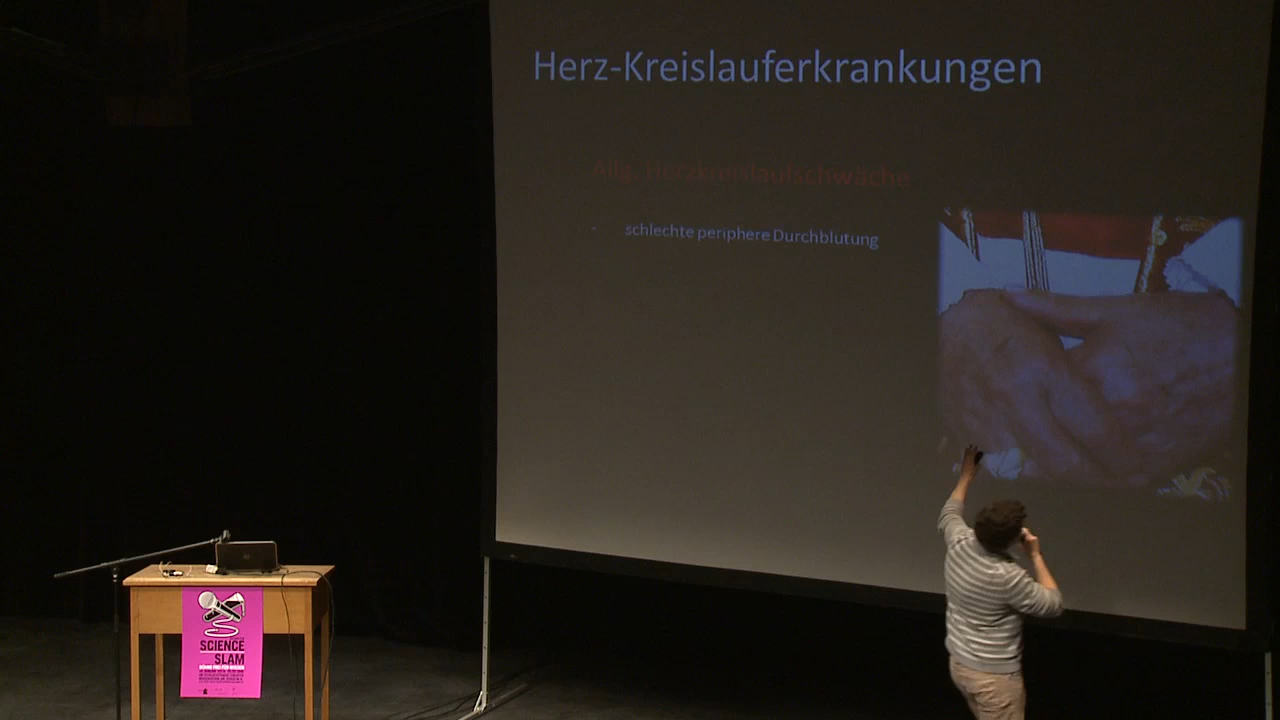 Herz-Kreislauferkrankungen
Allg. Herzkreislaufschwäche
- schlechte periphere Durchblutung
SCIENCE
SLAM